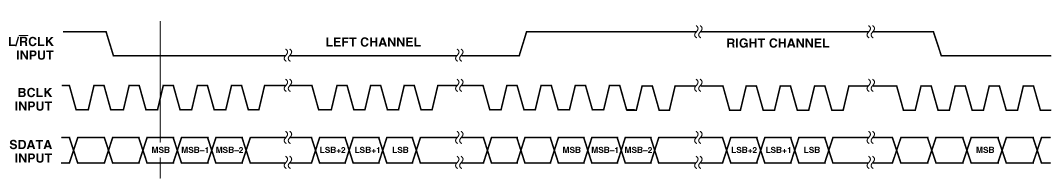 L/R̅CLK
INPUT
LEFT CHANNEL
RIGHT CHANNEL
BCLK
INPUT
SDATA
INPUT
MSB MSB–1 MSB–2 LSB+2 LSB+1 LSB MSB MSB–1 MSB–2 LSB+2 LSB+1 LSB MSB